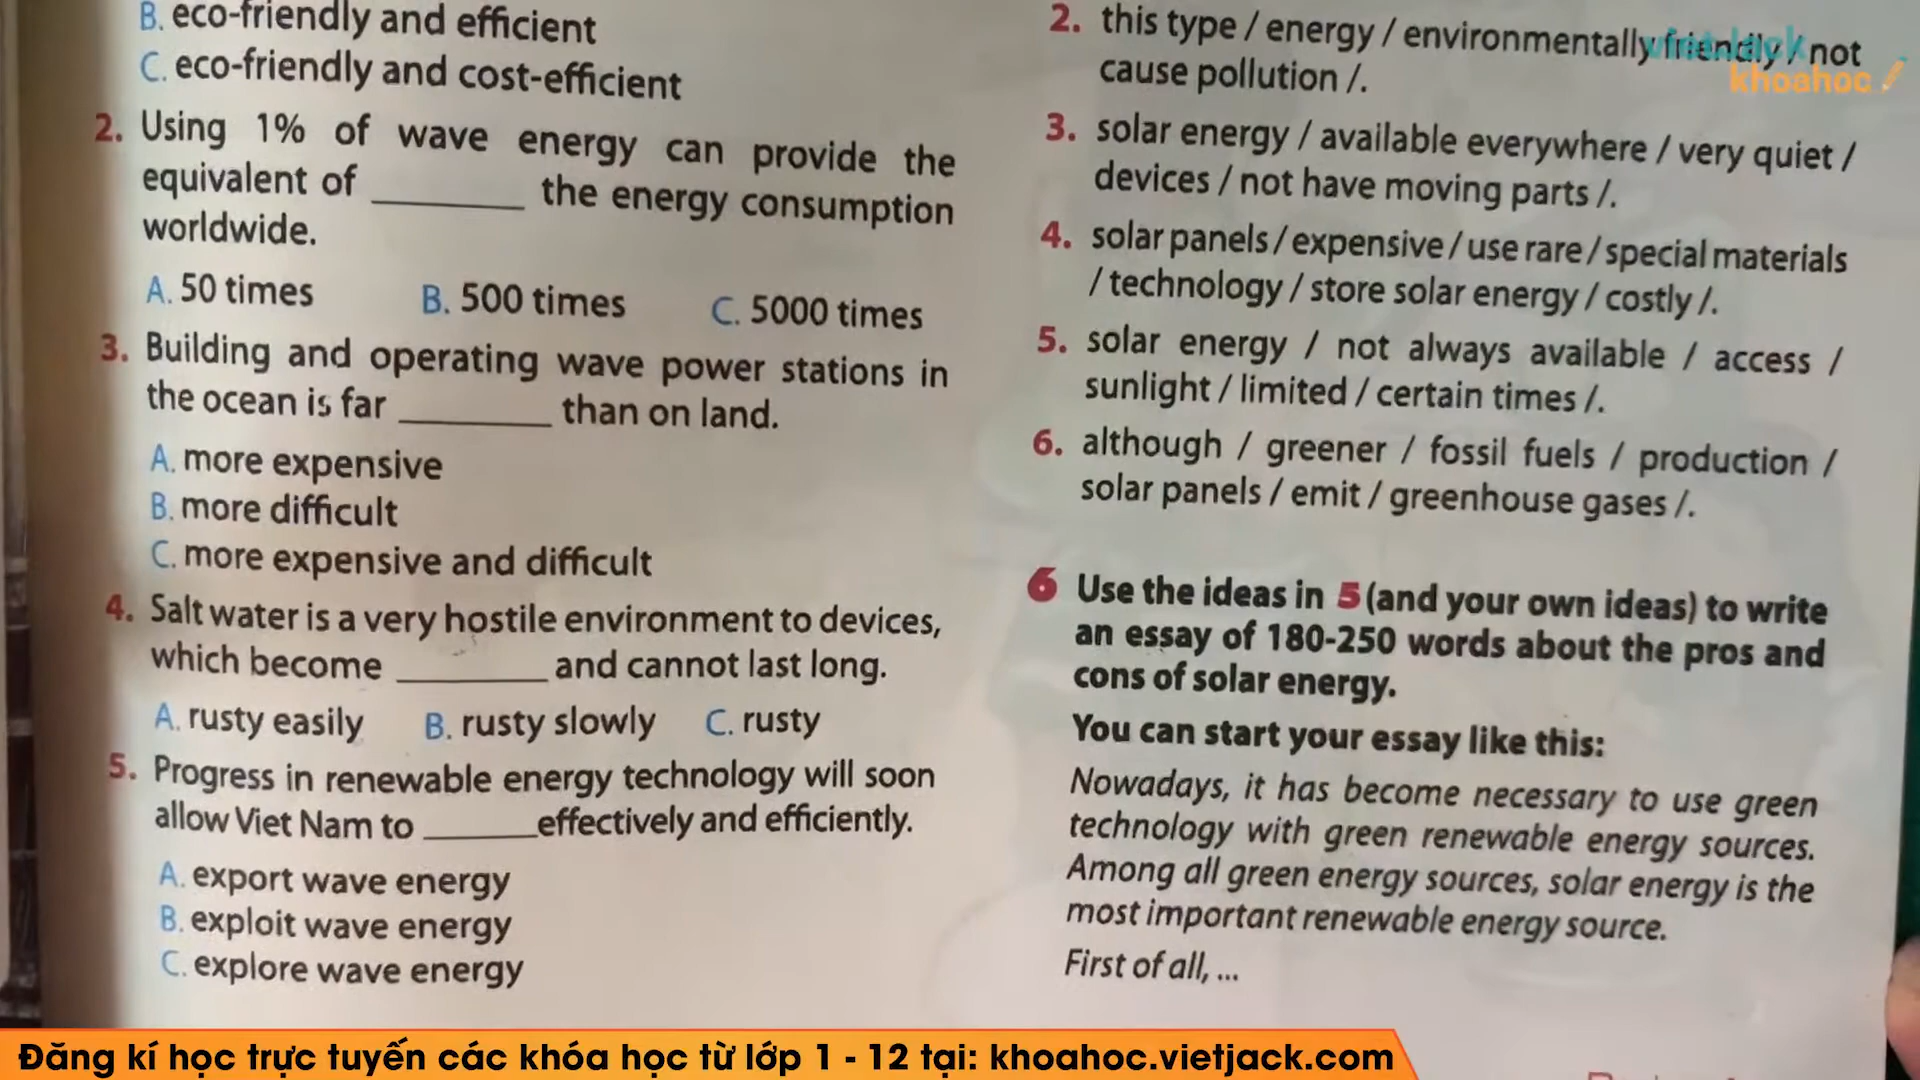 B. eco-friendly and efficient
C. eco-friendly and cost-efficient
2. Using 1% of wave energy can provide the
equivalent of ________ the energy consumption
worldwide.
A. 50 times B. 500 times C. 5000 times
3. Building and operating wave power stations in
the ocean is far ________ than on land.
A. more expensive
B. more difficult
C. more expensive and difficult
4. Salt water is a very hostile environment to devices,
which become ________ and cannot last long.
A. rusty easily B. rusty slowly C. rusty
5. Progress in renewable energy technology will soon
allow Viet Nam to ______effectively and efficiently.
A. export wave energy
B. exploit wave energy
C. explore wave energy
2. this type / energy / environmentally friendly / not
cause pollution /.
3. solar energy / available everywhere / very quiet /
devices / not have moving parts /.
4. solar panels / expensive / use rare / special materials
/ technology / store solar energy / costly /.
5. solar energy / not always available / access /
sunlight / limited / certain times /.
6. although / greener / fossil fuels / production /
solar panels / emit / greenhouse gases /.
6 Use the ideas in 5 (and your own ideas) to write
an essay of 180-250 words about the pros and
cons of solar energy.
You can start your essay like this:
Nowadays, it has become necessary to use green
technology with green renewable energy sources.
Among all green energy sources, solar energy is the
most important renewable energy source.
First of all, ...
vietjack
khoahoc
Đăng kí học trực tuyến các khóa học từ lớp 1 - 12 tại: khoahoc.vietjack.com